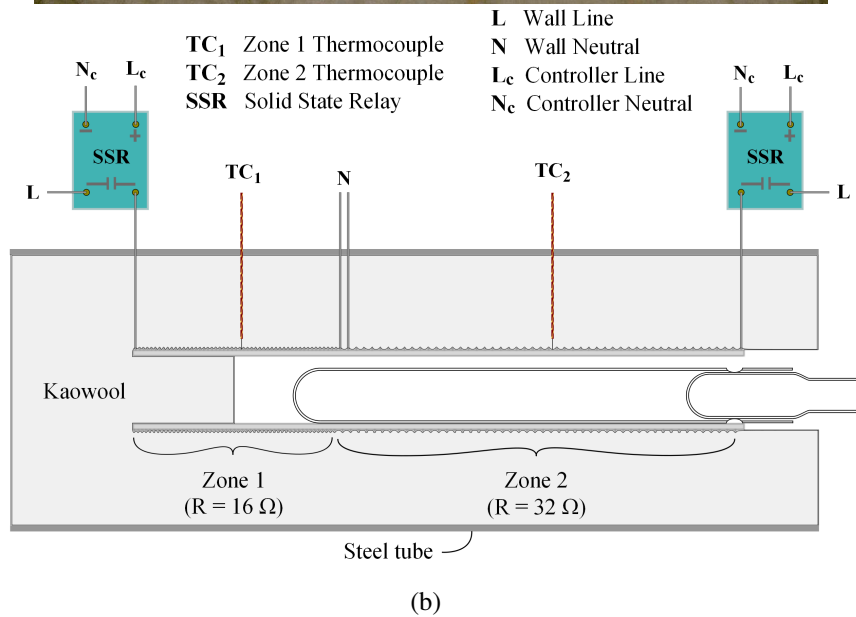 TC1 Zone 1 Thermocouple
TC2 Zone 2 Thermocouple
SSR Solid State Relay
L Wall Line
N Wall Neutral
Lc Controller Line
Nc Controller Neutral
Nc Lc
− +
SSR
L
TC1
N
TC2
Nc Lc
− +
SSR
L
Kaowool
Zone 1
(R = 16 Ω)
Zone 2
(R = 32 Ω)
Steel tube
(b)